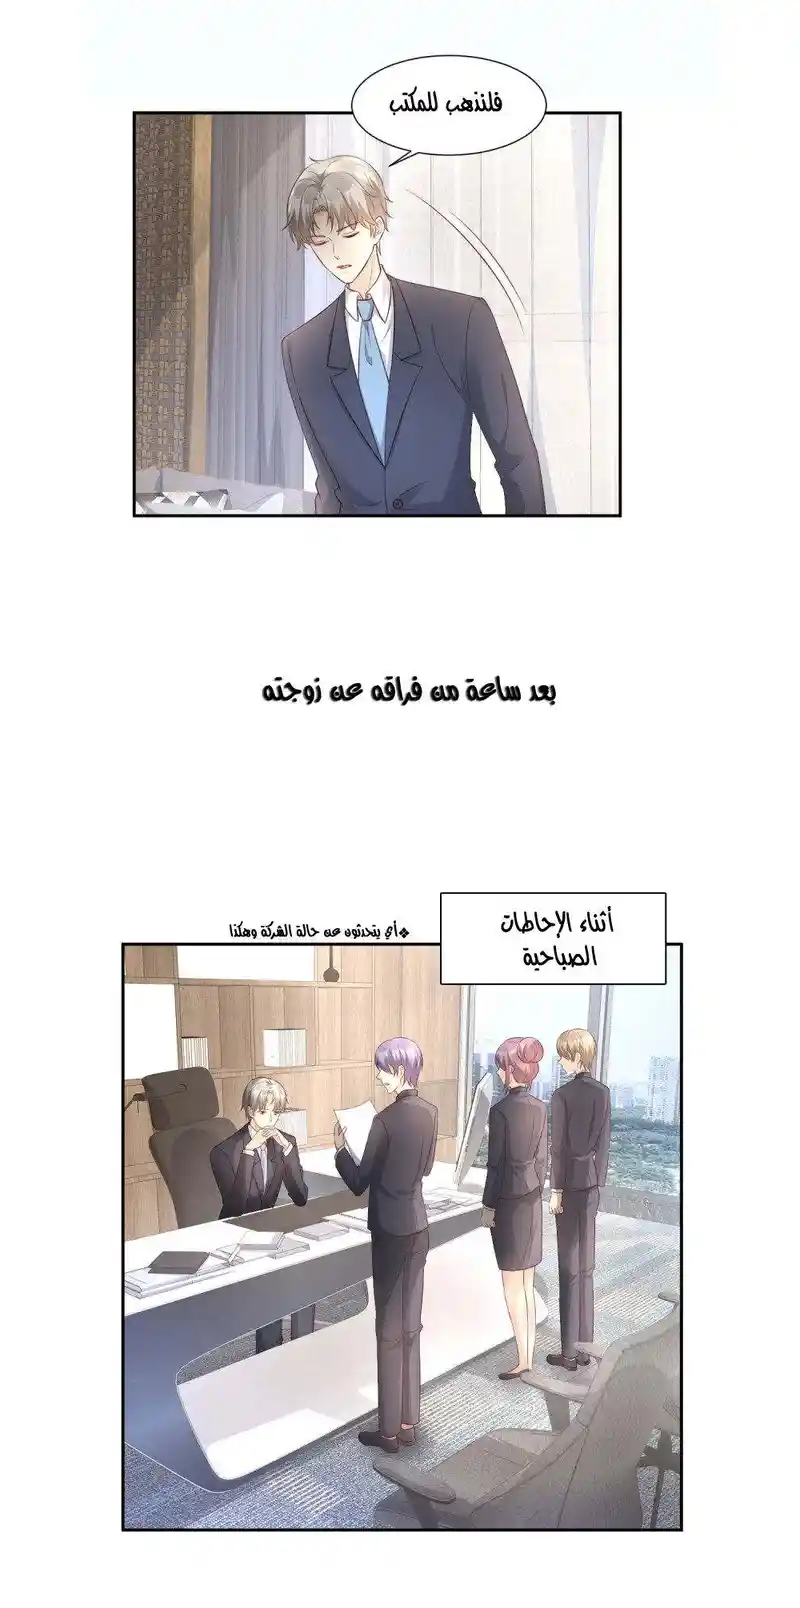 فلنذهب للمكتب
بعد ساعة من فراقه عن زوجته
أثناء الإحاطات
الصباحية
❖أي يتحدثون عن حالة الشركة وهكذا